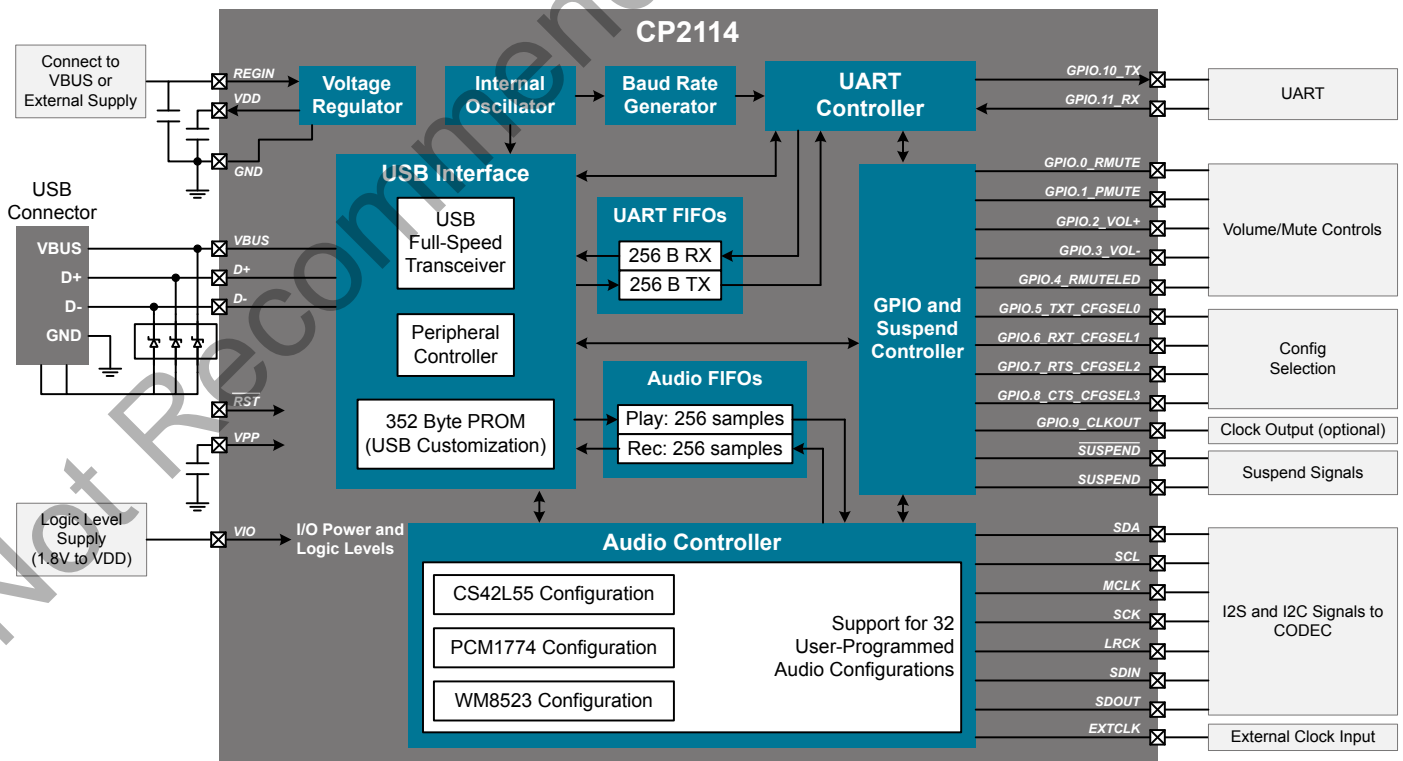 CP2114
Connect to
VBUS or
External Supply
REGIN
VDD
GND
Voltage
Regulator
Internal
Oscillator
Baud Rate
Generator
UART
Controller
GPIO.10_TX
GPIO.11_RX
UART
USB
Connector
VBUS
D+
D-
GND
VBUS
D+
D-
RST
VPP
USB Interface
USB
Full-Speed
Transceiver
Peripheral
Controller
352 Byte PROM
(USB Customization)
UART FIFOs
256 B RX
256 B TX
Audio FIFOs
Play: 256 samples
Rec: 256 samples
GPIO and
Suspend
Controller
GPIO.0_RMUTE
GPIO.1_PMUTE
GPIO.2_VOL+
GPIO.3_VOL-
GPIO.4_RMUTELED
Volume/Mute Controls
GPIO.5_TXT_CFGSEL0
GPIO.6_RXT_CFGSEL1
GPIO.7_RTS_CFGSEL2
GPIO.8_CTS_CFGSEL3
Config
Selection
GPIO.9_CLKOUT
Clock Output (optional)
SUSPEND
SUSPEND
Suspend Signals
Logic Level
Supply
(1.8V to VDD)
VIO
I/O Power and
Logic Levels
Audio Controller
CS42L55 Configuration
PCM1774 Configuration
WM8523 Configuration
Support for 32
User-Programmed
Audio Configurations
SDA
SCL
MCLK
SCK
LRCK
SDIN
SDOUT
I2S and I2C Signals to
CODEC
EXTCLK
External Clock Input
Not Recommen